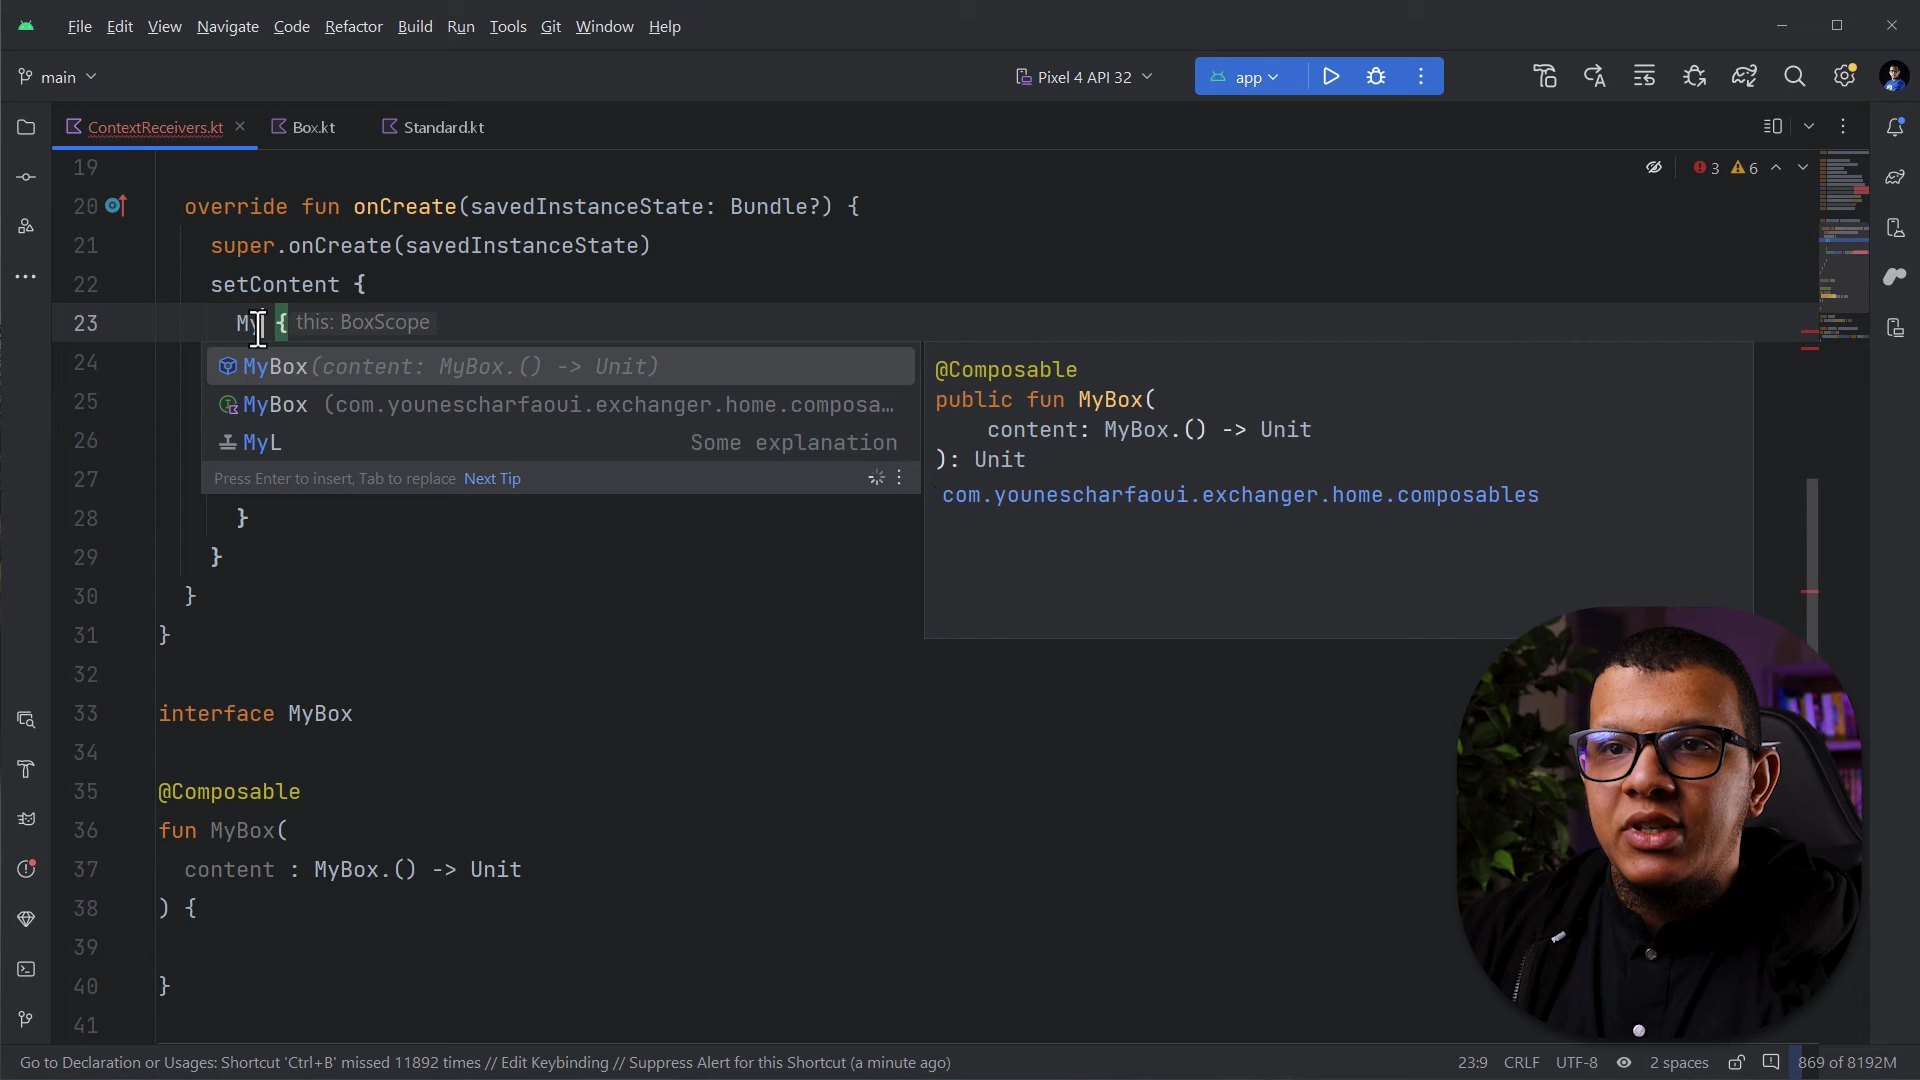 File Edit View Navigate Code Refactor Build Run Tools Git Window Help
main Pixel 4 API 32 app
ContextReceivers.kt Box.kt Standard.kt
19 3 6
20 override fun onCreate(savedInstanceState: Bundle?) {
21 super.onCreate(savedInstanceState)
22 setContent {
23 My { this: BoxScope
24 MyBox(content: MyBox.() -> Unit)
25 MyBox (com.younescharfaoui.exchanger.home.composa…
26 MyL Some explanation
27 Press Enter to insert, Tab to replace Next Tip
@Composable
public fun MyBox(
content: MyBox.() -> Unit
): Unit
com.younescharfaoui.exchanger.home.composables
28 }
29 }
30 }
31 }
32
33 interface MyBox
34
35 @Composable
36 fun MyBox(
37 content : MyBox.() -> Unit
38 ) {
39
40 }
41
Go to Declaration or Usages: Shortcut 'Ctrl+B' missed 11892 times // Edit Keybinding // Suppress Alert for this Shortcut (a minute ago) 23:9 CRLF UTF-8 2 spaces 869 of 8192M